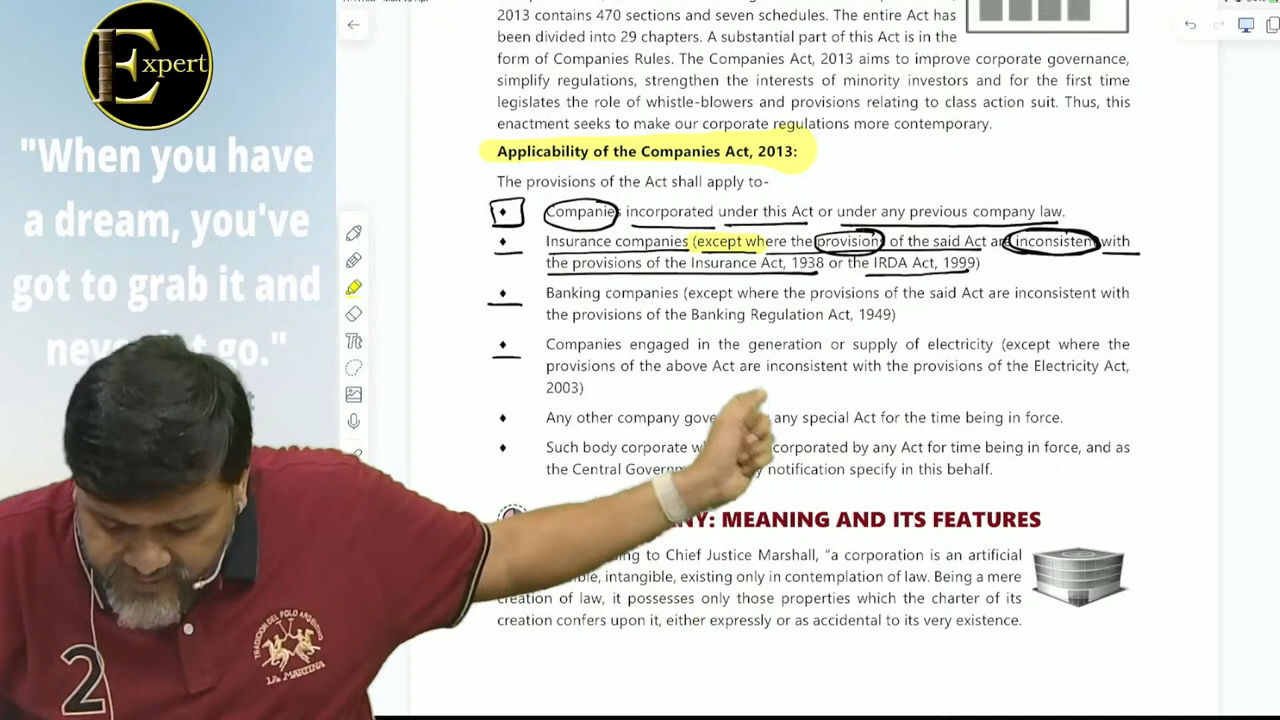 Expert
"When you have
a dream, you've
got to grab it and
go."
2013 contains 470 sections and seven schedules. The entire Act has
been divided into 29 chapters. A substantial part of this Act is in the
form of Companies Rules. The Companies Act, 2013 aims to improve corporate governance,
simplify regulations, strengthen the interests of minority investors and for the first time
legislates the role of whistle-blowers and provisions relating to class action suit. Thus, this
enactment seeks to make our corporate regulations more contemporary.
Applicability of the Companies Act, 2013:
The provisions of the Act shall apply to-
♦ Companies incorporated under this Act or under any previous company law.
♦ Insurance companies (except where the provisions of the said Act are inconsistent with
the provisions of the Insurance Act, 1938 or the IRDA Act, 1999)
♦ Banking companies (except where the provisions of the said Act are inconsistent with
the provisions of the Banking Regulation Act, 1949)
♦ Companies engaged in the generation or supply of electricity (except where the
provisions of the above Act are inconsistent with the provisions of the Electricity Act,
2003)
♦ Any other company any special Act for the time being in force.
♦ Such body corporate by any Act for time being in force, and as
the Central notification specify in this behalf.
MEANING AND ITS FEATURES
to Chief Justice Marshall, "a corporation is an artificial
intangible, existing only in contemplation of law. Being a mere
creation of law, it possesses only those properties which the charter of its
creation confers upon it, either expressly or as accidental to its very existence.
Tt
TRADICION DEL POLO ARGENTINO
LA MARTINA
2